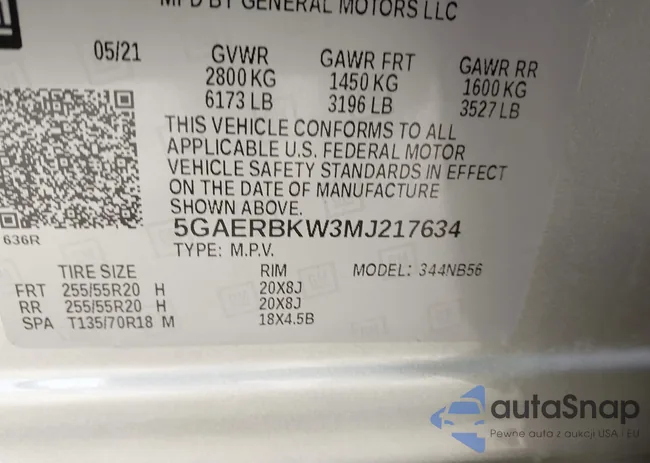 MFD BY GENERAL MOTORS LLC
05/21 GVWR GAWR FRT GAWR RR
2800 KG 1450 KG 1600 KG
6173 LB 3196 LB 3527 LB
THIS VEHICLE CONFORMS TO ALL
APPLICABLE U.S. FEDERAL MOTOR
VEHICLE SAFETY STANDARDS IN EFFECT
ON THE DATE OF MANUFACTURE
SHOWN ABOVE.
636R
5GAERBKW3MJ217634
TYPE: M.P.V.
TIRE SIZE RIM MODEL: 344NB56
FRT 255/55R20 H 20X8J
RR 255/55R20 H 20X8J
SPA T135/70R18 M 18X4.5B
autoSnap
Pewne auta z aukcji USA - EU